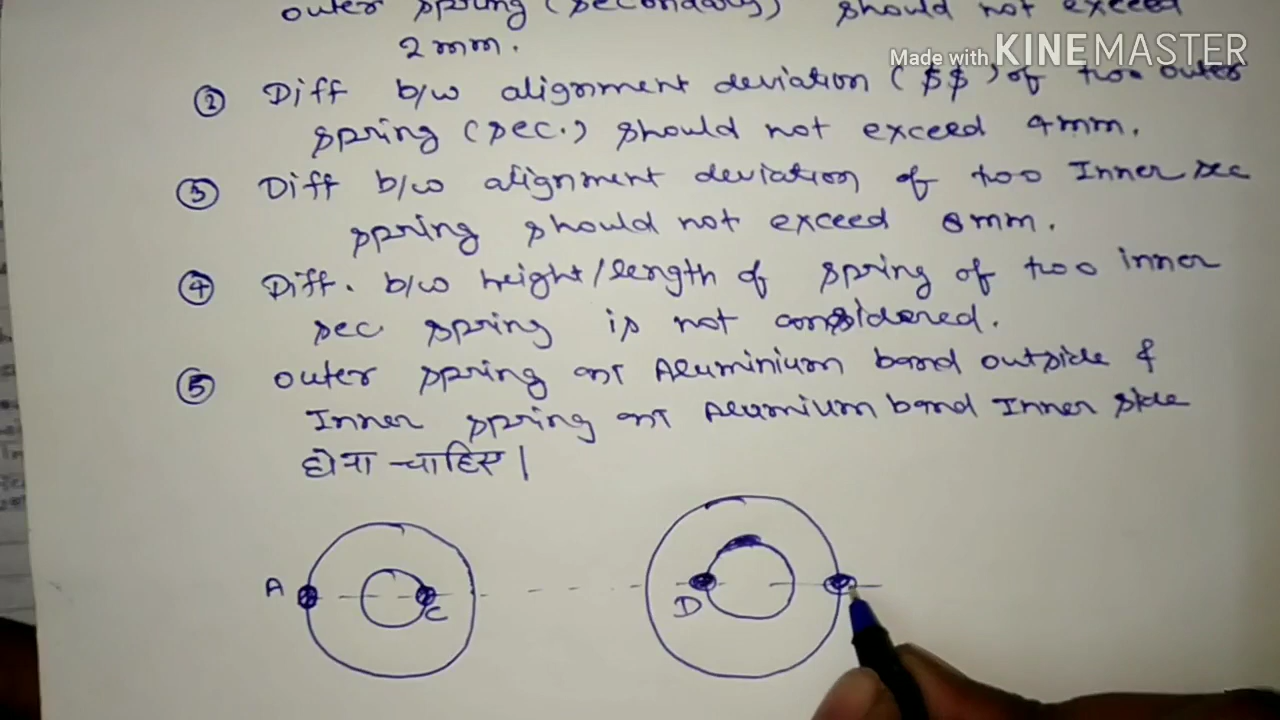 outer spring (secondary) should not exceed
2mm.
Made with KINEMASTER
② Diff b/w alignment deviation ($$) of two outer
spring (sec.) should not exceed 4mm.
③ Diff b/w alignment deviation of two Inner sec
spring should not exceed 8mm.
④ Diff. b/w height/length of spring of two inner
sec spring is not considered.
⑤ outer spring का Aluminium band outside &
Inner spring का Alumium band Inner side
होना चाहिए।
A
C
D